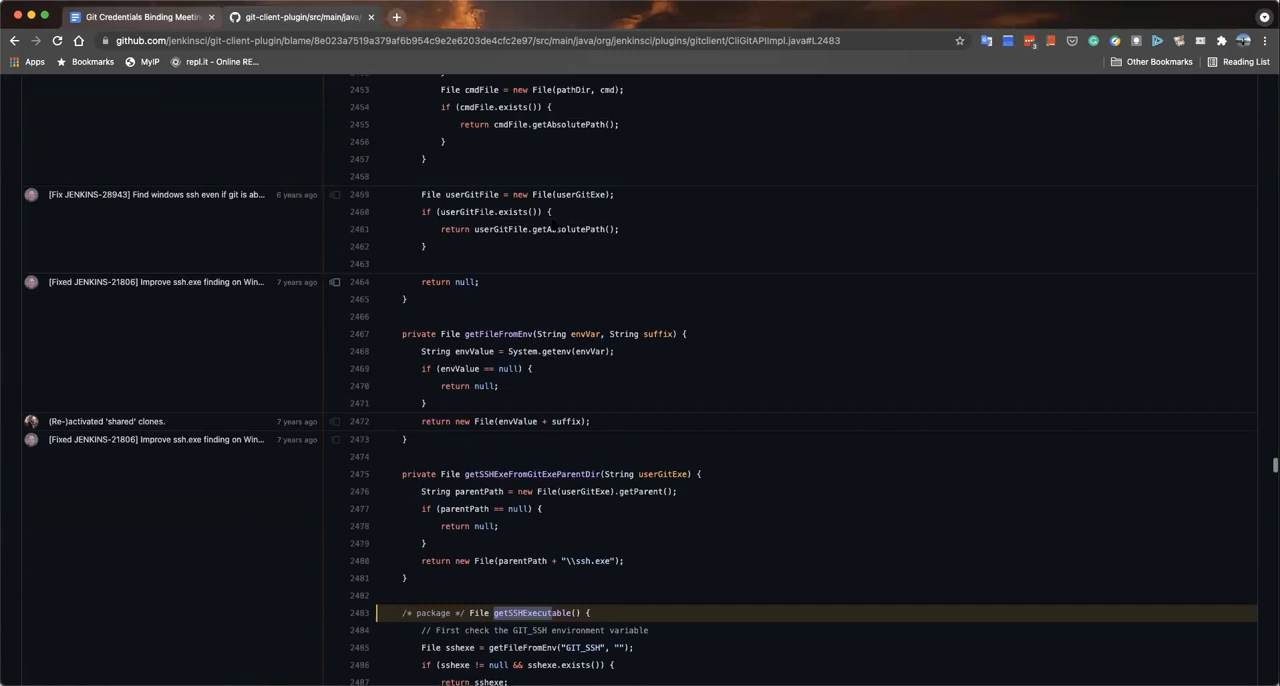 Git Credentials Binding Meetin
git-client-plugin/src/main/java/
github.com/jenkinsci/git-client-plugin/blame/8e023a7519a379af6b954c9e2e6203de4cfc2e97/src/main/java/org/jenkinsci/plugins/gitclient/CliGitAPIImpl.java#L2483
Apps Bookmarks MyIP repl.it - Online RE... Other Bookmarks Reading List
2453 File cmdFile = new File(pathDir, cmd);
2454 if (cmdFile.exists()) {
2455 return cmdFile.getAbsolutePath();
2456 }
2457 }
2458
[Fix JENKINS-28943] Find windows ssh even if git is ab... 6 years ago 2459 File userGitFile = new File(userGitExe);
2460 if (userGitFile.exists()) {
2461 return userGitFile.getAbsolutePath();
2462 }
2463
[Fixed JENKINS-21806] Improve ssh.exe finding on Win... 7 years ago 2464 return null;
2465 }
2466
2467 private File getFileFromEnv(String envVar, String suffix) {
2468 String envValue = System.getenv(envVar);
2469 if (envValue == null) {
2470 return null;
2471 }
(Re-)activated 'shared' clones. 7 years ago 2472 return new File(envValue + suffix);
[Fixed JENKINS-21806] Improve ssh.exe finding on Win... 7 years ago 2473 }
2474
2475 private File getSSHExeFromGitExeParentDir(String userGitExe) {
2476 String parentPath = new File(userGitExe).getParent();
2477 if (parentPath == null) {
2478 return null;
2479 }
2480 return new File(parentPath + "\\ssh.exe");
2481 }
2482
2483 /* package */ File getSSHExecutable() {
2484 // First check the GIT_SSH environment variable
2485 File sshexe = getFileFromEnv("GIT_SSH", "");
2486 if (sshexe != null && sshexe.exists()) {
2487 return sshexe;